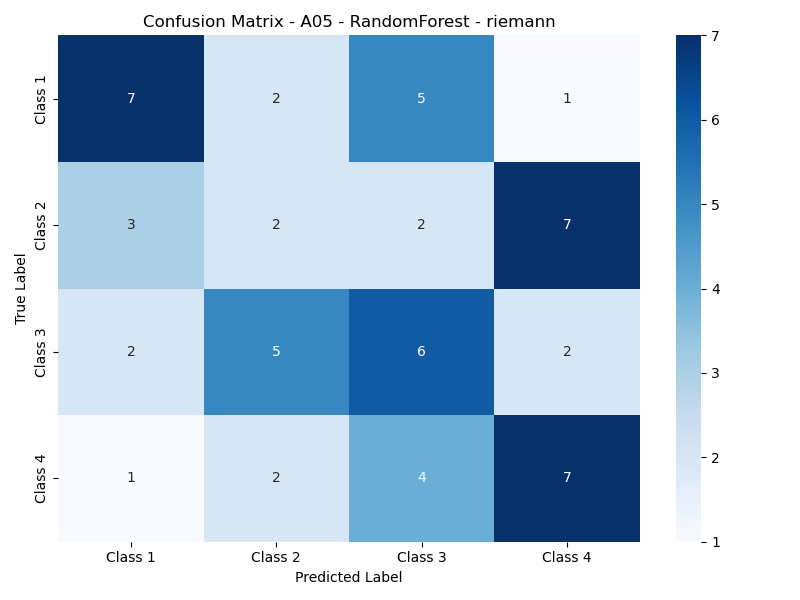 Confusion Matrix - A05 - RandomForest - riemann
True Label
Class 1
7 2 5 1
Class 2
3 2 2 7
Class 3
2 5 6 2
Class 4
1 2 4 7
Class 1 Class 2 Class 3 Class 4
Predicted Label
7
6
5
4
3
2
1